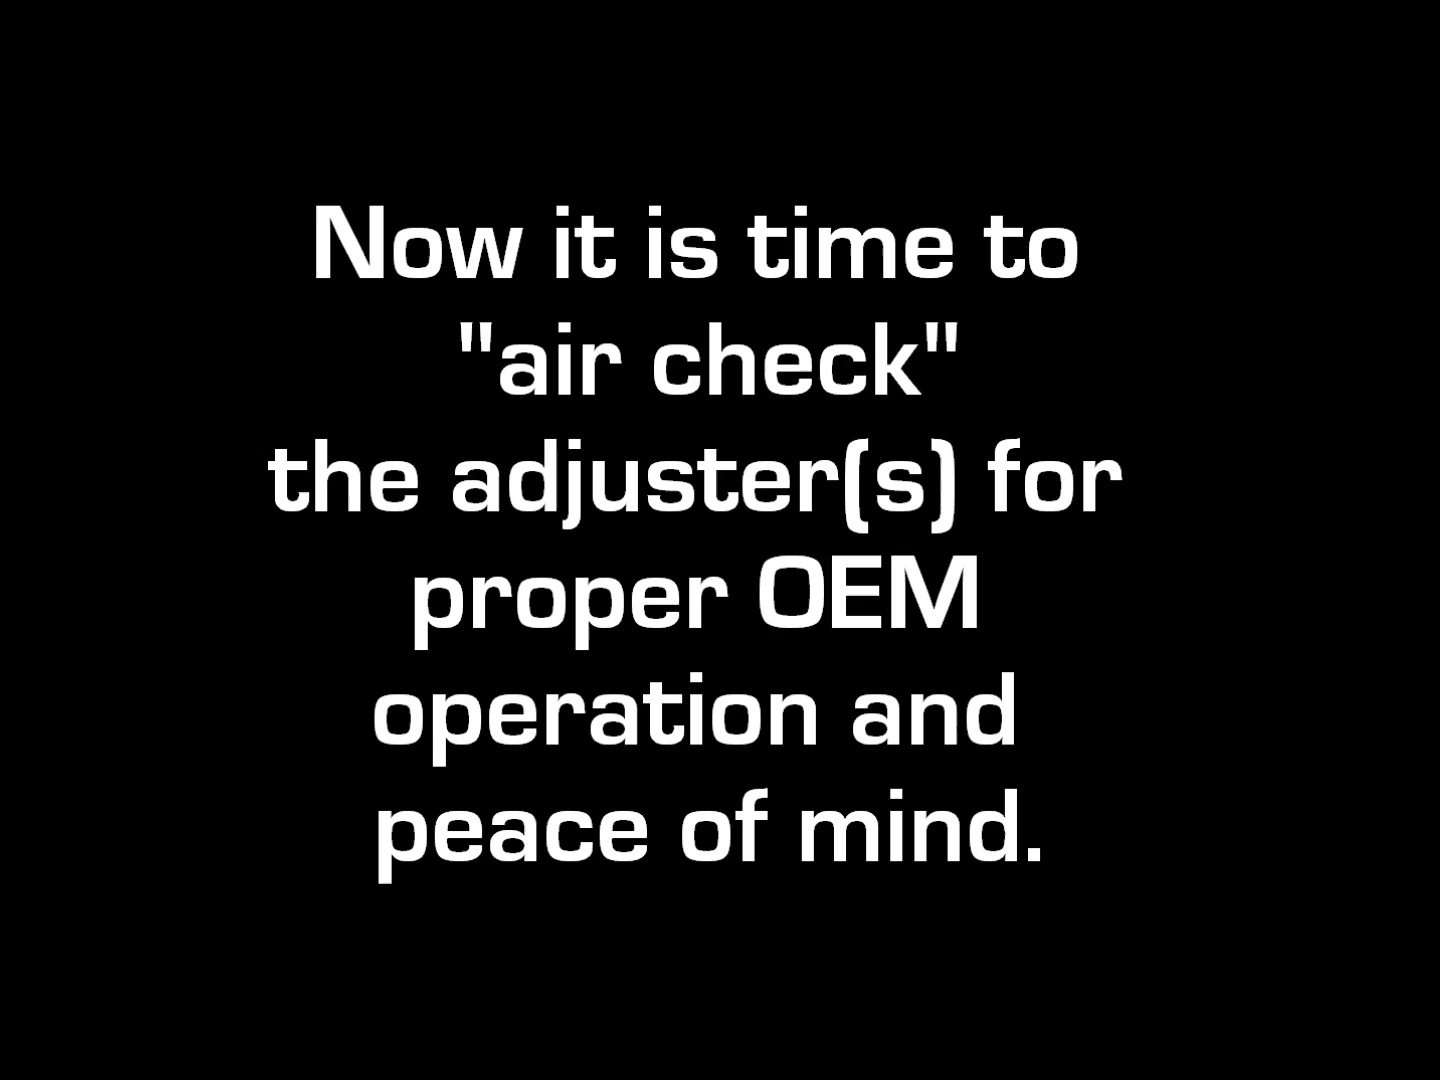 Now it is time to
"air check"
the adjuster(s) for
proper OEM
operation and
peace of mind.